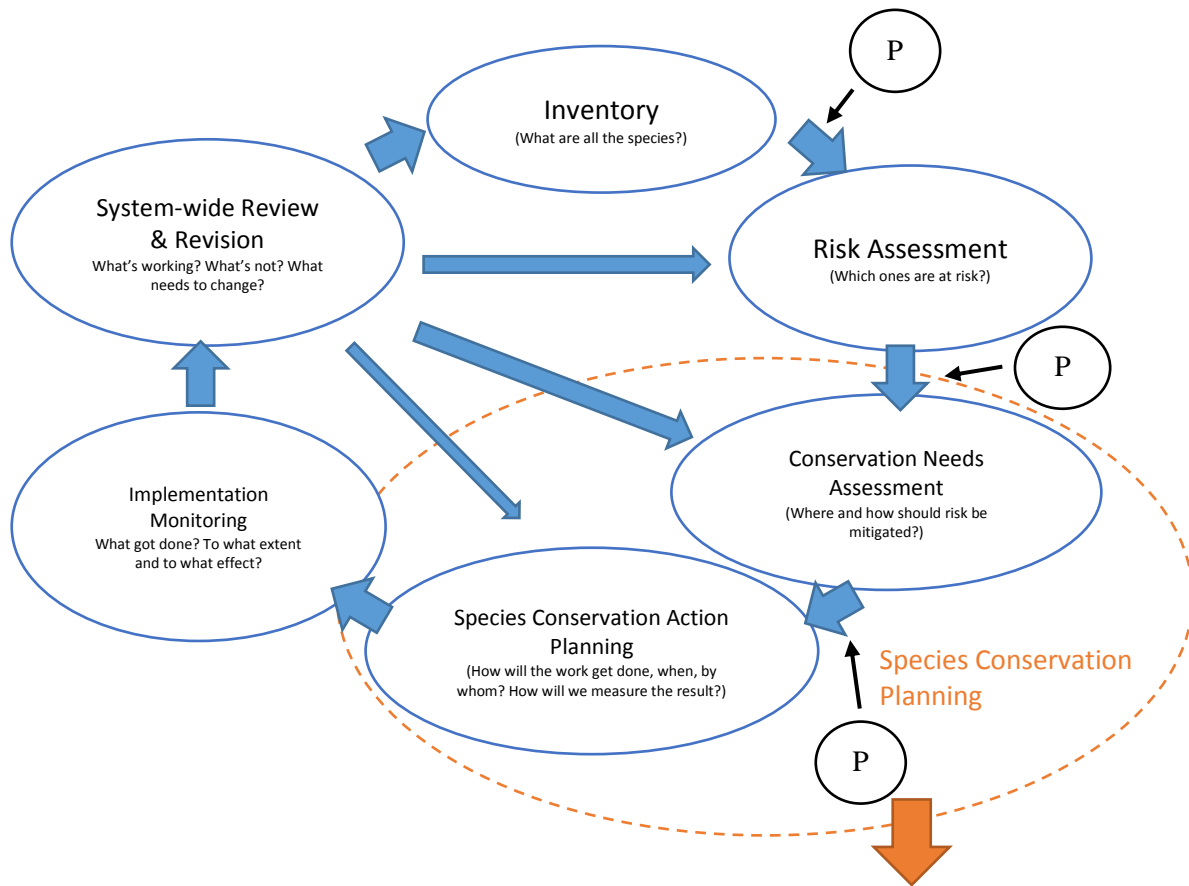 P
Inventory
(What are all the species?)
System-wide Review
& Revision
What's working? What's not? What
needs to change?
Risk Assessment
(Which ones are at risk?)
P
Conservation Needs
Assessment
(Where and how should risk be
mitigated?)
Implementation
Monitoring
What got done? To what extent
and to what effect?
Species Conservation Action
Planning
(How will the work get done, when, by
whom? How will we measure the result?)
Species Conservation
Planning
P